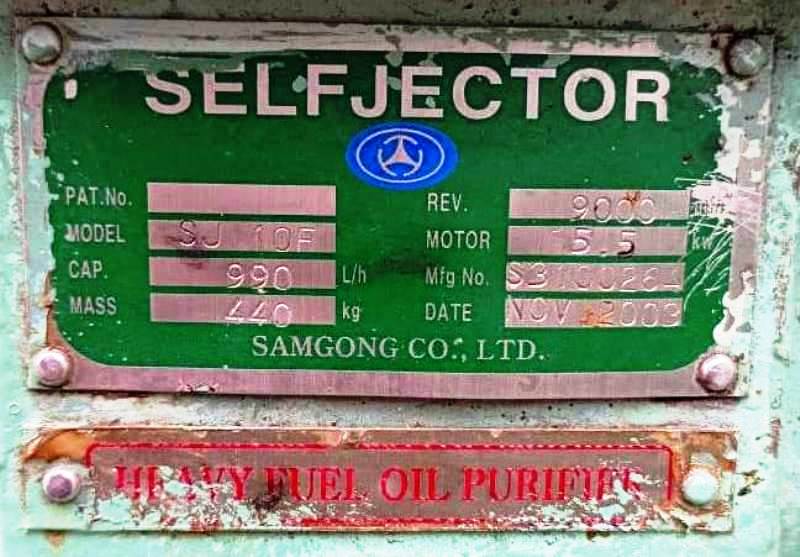 SELFJECTOR
PAT.No.
REV. 9000
MODEL SJ 10F
MOTOR 5.5 kw
CAP. 990 L/h
Mfg No.
MASS 440 kg
DATE NOV. 2003
SAMGONG CO., LTD.
HEAVY FUEL OIL PURIFIER